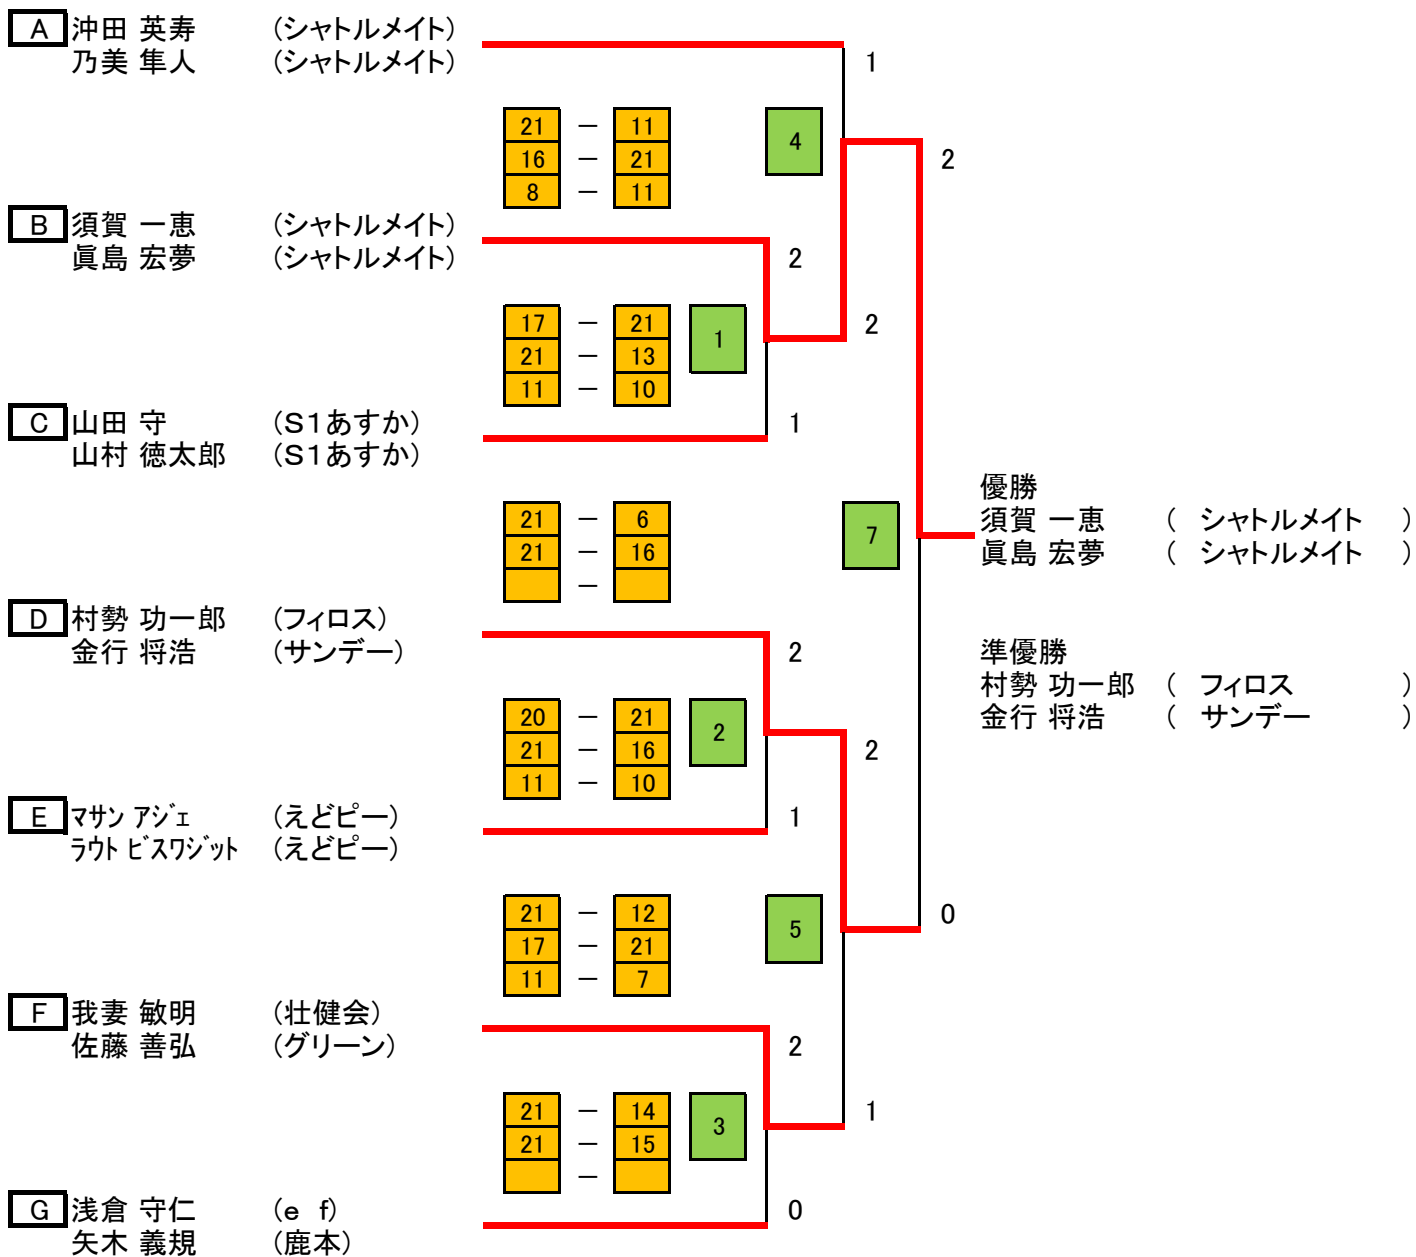 A 沖田 英寿 (シャトルメイト)
乃美 隼人 (シャトルメイト)
1
21 － 11
16 － 21
8 － 11
4
2
B 須賀 一恵 (シャトルメイト)
眞島 宏夢 (シャトルメイト)
2
17 － 21
21 － 13
11 － 10
1
2
C 山田 守 (S1あすか)
山村 徳太郎 (S1あすか)
1
21 － 6
21 － 16
－
7
優勝
須賀 一恵 ( シャトルメイト )
眞島 宏夢 ( シャトルメイト )
D 村勢 功一郎 (フィロス)
金行 将浩 (サンデー)
2
準優勝
村勢 功一郎 ( フィロス )
金行 将浩 ( サンデー )
20 － 21
21 － 16
11 － 10
2
2
E マサン アジェ (えどピー)
ラウト ビスワジット (えどピー)
1
21 － 12
17 － 21
11 － 7
5
0
F 我妻 敏明 (壮健会)
佐藤 善弘 (グリーン)
2
21 － 14
21 － 15
－
3
1
G 浅倉 守仁 (e f)
矢木 義規 (鹿本)
0